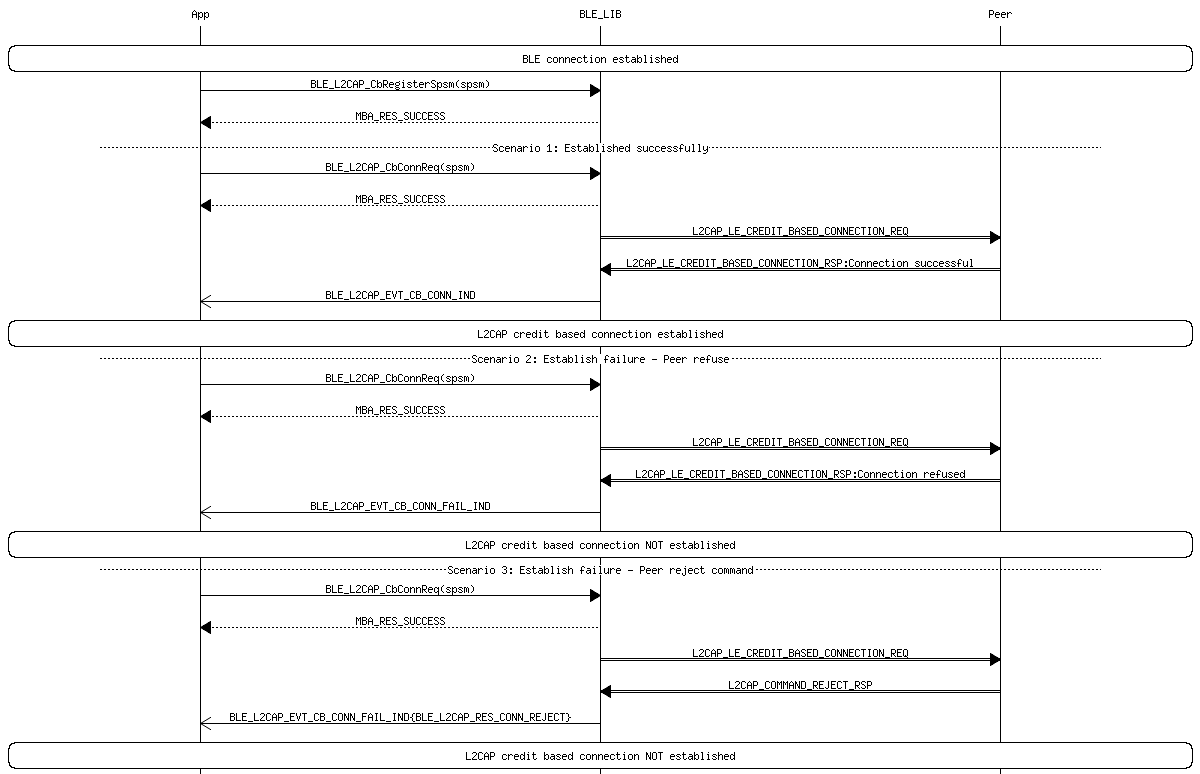 App BLE_LIB Peer
BLE connection established
BLE_L2CAP_CbRegisterSpsm(spsm)
MBA_RES_SUCCESS
Scenario 1: Established successfully
BLE_L2CAP_CbConnReq(spsm)
MBA_RES_SUCCESS
L2CAP_LE_CREDIT_BASED_CONNECTION_REQ
L2CAP_LE_CREDIT_BASED_CONNECTION_RSP:Connection successful
BLE_L2CAP_EVT_CB_CONN_IND
L2CAP credit based connection established
Scenario 2: Establish failure - Peer refuse
BLE_L2CAP_CbConnReq(spsm)
MBA_RES_SUCCESS
L2CAP_LE_CREDIT_BASED_CONNECTION_REQ
L2CAP_LE_CREDIT_BASED_CONNECTION_RSP:Connection refused
BLE_L2CAP_EVT_CB_CONN_FAIL_IND
L2CAP credit based connection NOT established
Scenario 3: Establish failure - Peer reject command
BLE_L2CAP_CbConnReq(spsm)
MBA_RES_SUCCESS
L2CAP_LE_CREDIT_BASED_CONNECTION_REQ
L2CAP_COMMAND_REJECT_RSP
BLE_L2CAP_EVT_CB_CONN_FAIL_IND{BLE_L2CAP_RES_CONN_REJECT}
L2CAP credit based connection NOT established